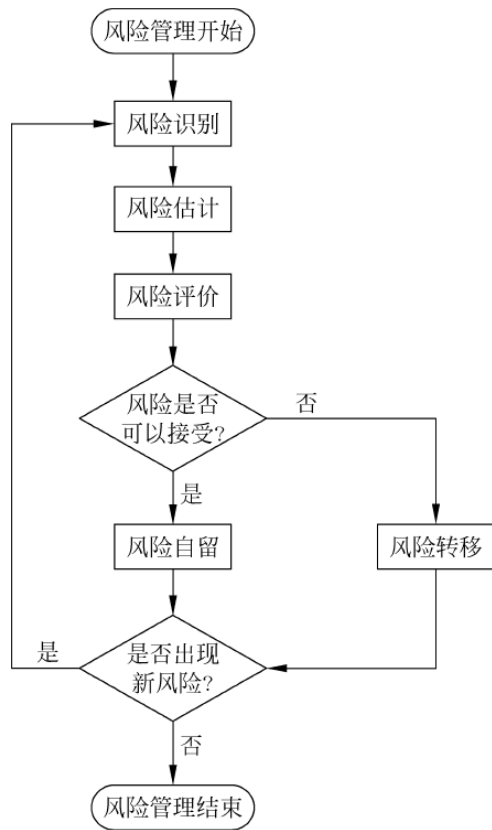 风险管理开始
风险识别
风险估计
风险评价
风险是否
可以接受?
否
是
风险自留
风险转移
是否出现
新风险?
是
否
风险管理结束